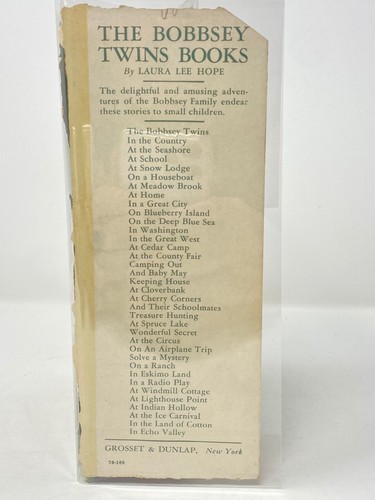 THE BOBBSEY
TWINS BOOKS
By LAURA LEE HOPE
The delightful and amusing adven-
tures of the Bobbsey Family endear
these stories to small children.
The Bobbsey Twins
In the Country
At the Seashore
At School
At Snow Lodge
On a Houseboat
At Meadow Brook
At Home
In a Great City
On Blueberry Island
On the Deep Blue Sea
In Washington
In the Great West
At Cedar Camp
At the County Fair
Camping Out
And Baby May
Keeping House
At Cloverbank
At Cherry Corners
And Their Schoolmates
Treasure Hunting
At Spruce Lake
Wonderful Secret
At the Circus
On An Airplane Trip
Solve a Mystery
On a Ranch
In Eskimo Land
In a Radio Play
At Windmill Cottage
At Lighthouse Point
At Indian Hollow
At the Ice Carnival
In the Land of Cotton
In Echo Valley
GROSSET & DUNLAP, New York